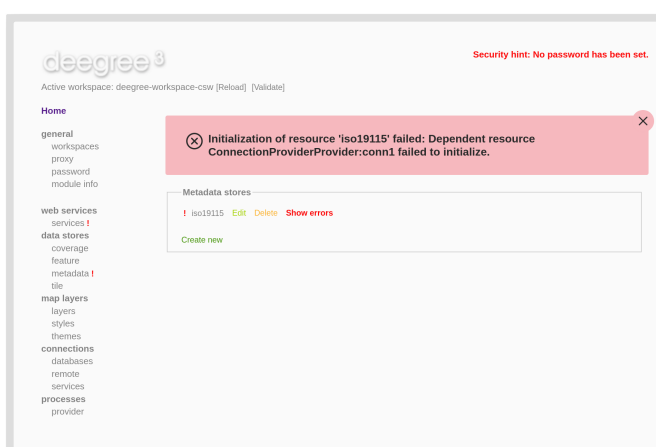 deegree 3
Security hint: No password has been set.
Active workspace: deegree-workspace-csw [Reload] [Validate]
Home
general
workspaces
proxy
password
module info
web services
services !
data stores
coverage
feature
metadata !
tile
map layers
layers
styles
themes
connections
databases
remote
services
processes
provider
Initialization of resource 'iso19115' failed: Dependent resource
ConnectionProviderProvider:conn1 failed to initialize.
Metadata stores
! iso19115 Edit Delete Show errors
Create new